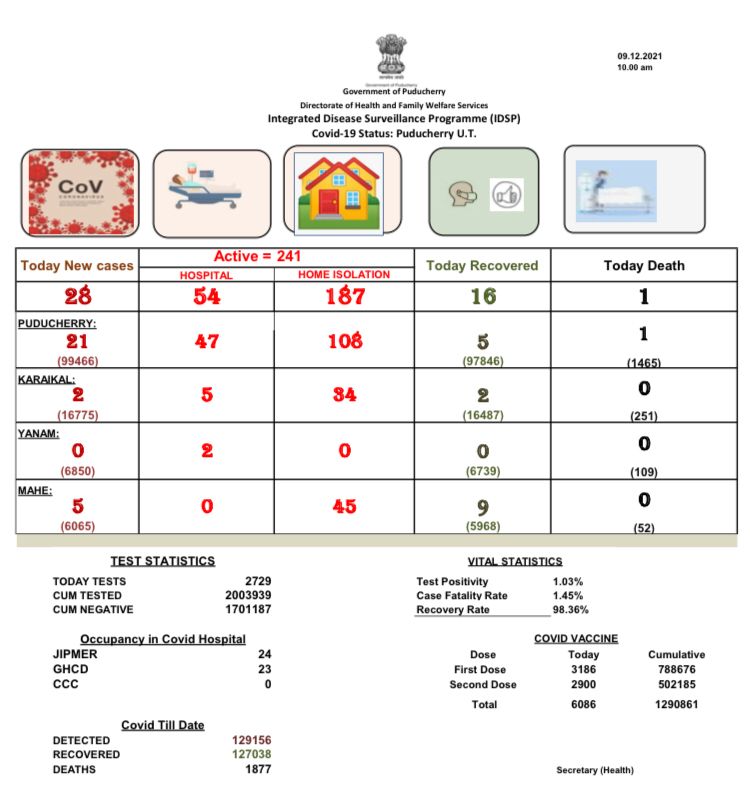 09.12.2021
10.00 am
Government of Puducherry
Government of Puducherry
Directorate of Health and Family Welfare Services
Integrated Disease Surveillance Programme (IDSP)
Covid-19 Status: Puducherry U.T.
CoV
CORONAVIRUS
Today New cases
Active = 241
HOSPITAL HOME ISOLATION
Today Recovered
Today Death
28 54 187 16 1
PUDUCHERRY:
21 47 108 5 1
(99466) (97846) (1465)
KARAIKAL:
2 5 34 2 0
(16775) (16487) (251)
YANAM:
0 2 0 0 0
(6850) (6739) (109)
MAHE:
5 0 45 9 0
(6065) (5968) (52)
TEST STATISTICS
TODAY TESTS 2729
CUM TESTED 2003939
CUM NEGATIVE 1701187
VITAL STATISTICS
Test Positivity 1.03%
Case Fatality Rate 1.45%
Recovery Rate 98.36%
Occupancy in Covid Hospital
JIPMER 24
GHCD 23
CCC 0
COVID VACCINE
Dose Today Cumulative
First Dose 3186 788676
Second Dose 2900 502185
Total 6086 1290861
Covid Till Date
DETECTED 129156
RECOVERED 127038
DEATHS 1877
Secretary (Health)